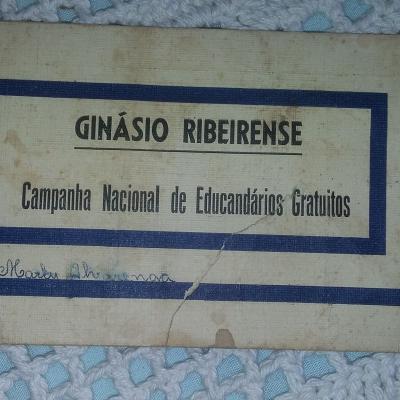 GINÁSIO RIBEIRENSE
Campanha Nacional de Educandários Gratuitos